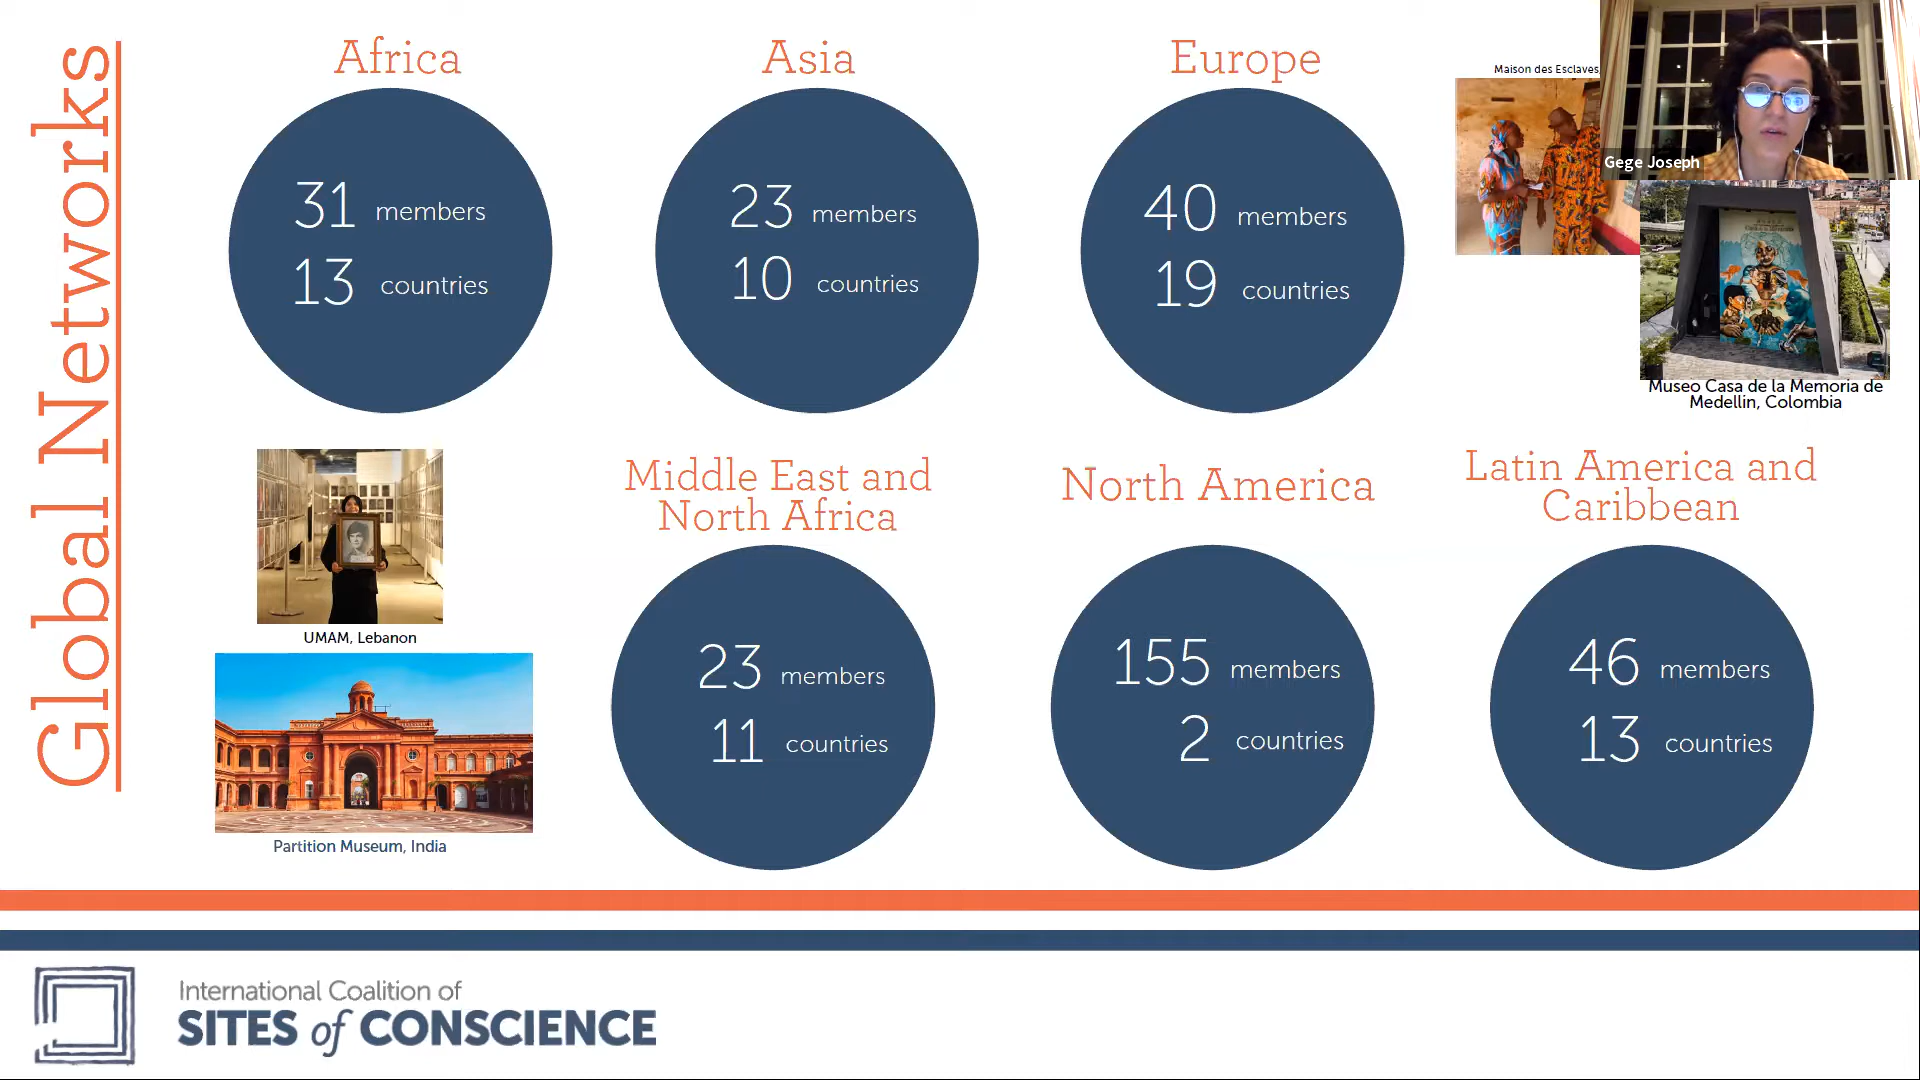 Global Networks
Africa
31 members
13 countries
Asia
23 members
10 countries
Europe
40 members
19 countries
Maison des Esclaves
Gege Joseph
Museo Casa de la Memoria de
Medellin, Colombia
UMAM, Lebanon
Partition Museum, India
Middle East and
North Africa
23 members
11 countries
North America
155 members
2 countries
Latin America and
Caribbean
46 members
13 countries
International Coalition of
SITES of CONSCIENCE